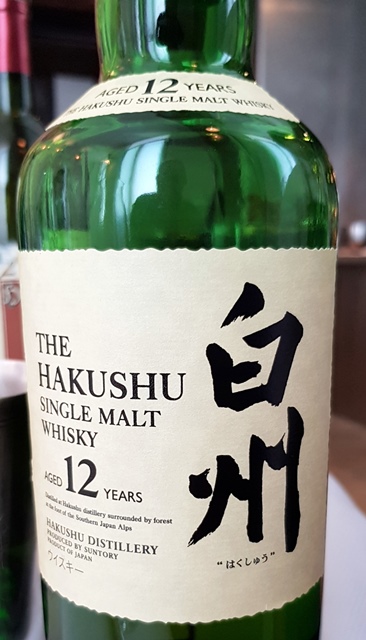 AGED 12 YEARS
THE HAKUSHU SINGLE MALT WHISKY
THE
HAKUSHU
SINGLE MALT
WHISKY
AGED 12 YEARS
Distilled at Hakushu distillery surrounded by forest
at the foot of the Southern Japan Alps
HAKUSHU DISTILLERY
PRODUCED BY SUNTORY
PRODUCT OF JAPAN
ウイスキー
白州
"はくしゅう"